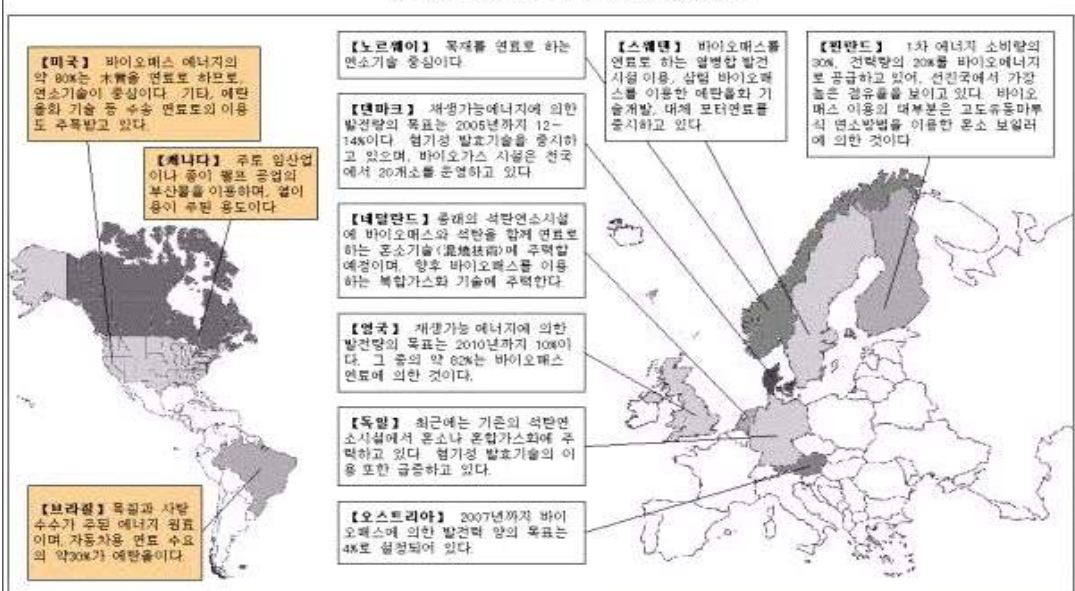 【미국】 바이오매스 에너지의
약 80%는 木質을 연료로 하므로,
연소기술이 중심이다. 기타, 에탄
올화 기술 등 수송 연료로의 이용
도 주목받고 있다.
【캐나다】 주로 임산업
이나 종이 펄프 공업의
부산물을 이용하며, 열이
용이 주된 용도이다.
【브라질】 목질과 사탕
수수가 주된 에너지 원료
이며, 자동차용 연료 수요
의 약30%가 에탄올이다.
【노르웨이】 목재를 연료로 하는
연소기술 중심이다.
【덴마크】 재생가능에너지에 의한
발전량의 목표는 2005년까지 12~
14%이다. 혐기성 발효기술을 중시하
고 있으며, 바이오가스 시설은 전국
에서 20개소를 운영하고 있다.
【네덜란드】 종래의 석탄연소시설
에 바이오매스와 석탄을 함께 연료로
하는 혼소기술(混燒技術)에 주력할
예정이며, 향후 바이오매스를 이용
하는 복합가스화 기술에 주력한다.
【영국】 재생가능 에너지에 의한
발전량의 목표는 2010년까지 10%이
다. 그 중의 약 82%는 바이오매스
연료에 의한 것이다.
【독일】 최근에는 기존의 석탄연
소시설에서 혼소나 혼합가스화에 주
력하고 있다. 혐기성 발효기술의 이
용 또한 급증하고 있다.
【오스트리아】 2007년까지 바이
오매스에 의한 발전력 양의 목표는
4%로 설정되어 있다.
【스웨덴】 바이오매스를
연료로 하는 열병합 발전
시설 이용, 삼림 바이오매
스를 이용한 에탄올화 기
술개발, 대체 모터연료를
중시하고 있다.
【핀란드】 1차 에너지 소비량의
30%, 전력량의 20%를 바이오에너지
로 공급하고 있어, 선진국에서 가장
높은 점유율을 보이고 있다. 바이오
매스 이용의 대부분은 고도유동마루
식 연소방법을 이용한 혼소 보일러
에 의한 것이다.